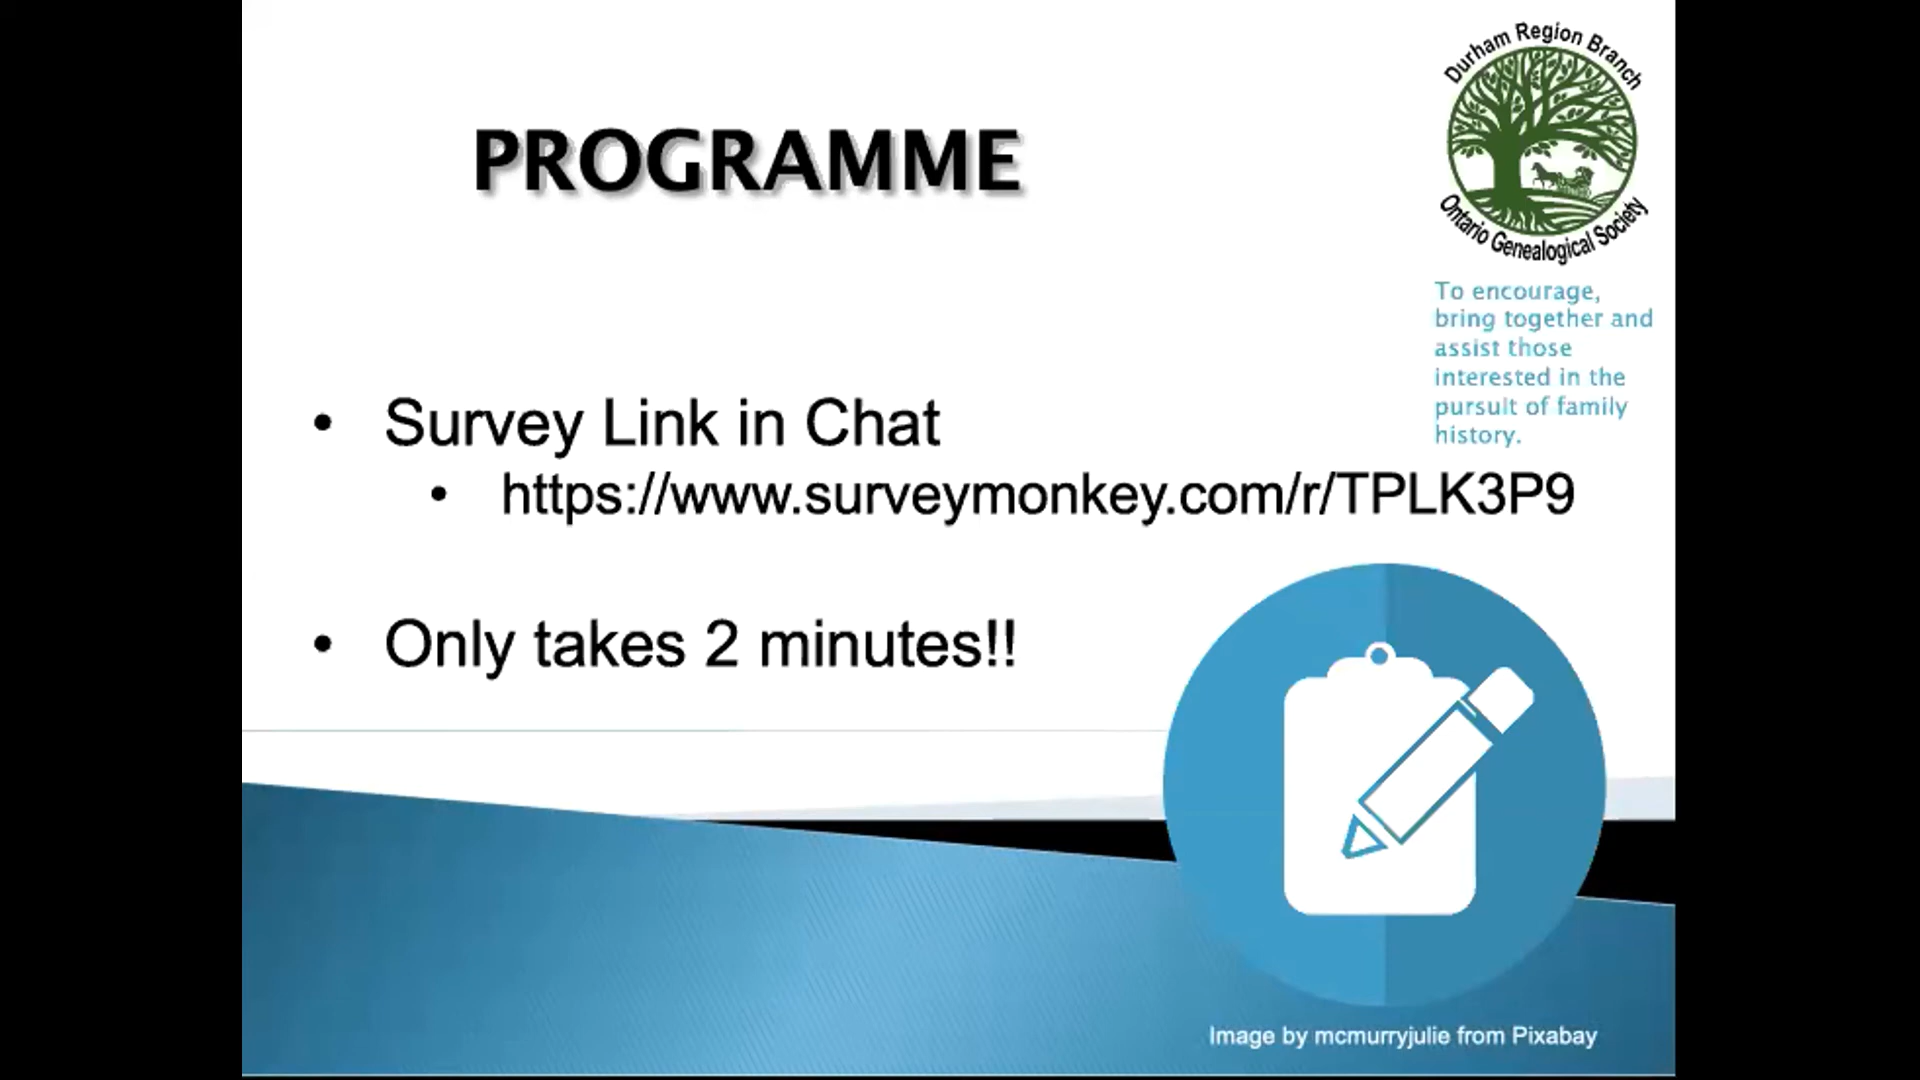 Durham Region Branch
Ontario Genealogical Society
PROGRAMME
To encourage,
bring together and
assist those
interested in the
pursuit of family
history.
• Survey Link in Chat
• https://www.surveymonkey.com/r/TPLK3P9
• Only takes 2 minutes!!
Image by mcmurryjulie from Pixabay